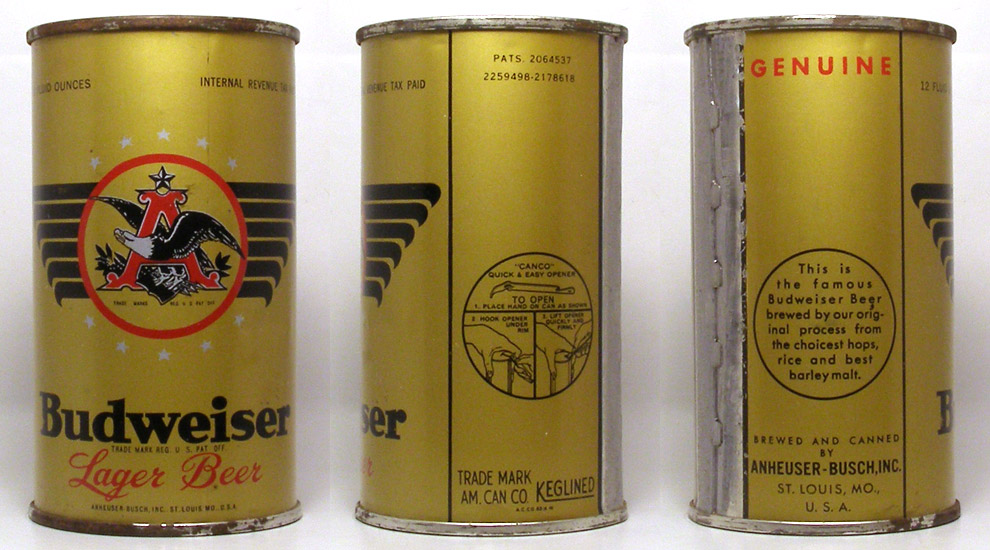 UID OUNCES
INTERNAL REVENUE TAX
A
TRADE MARKS REG. U.S. PAT. OFF.
Budweiser
TRADE MARK REG. U. S. PAT. OFF.
Lager Beer
ANHEUSER-BUSCH, INC. ST. LOUIS, MO., U.S.A.
VENUE TAX PAID
PATS. 2064537
2259498-2178618
"CANCO"
QUICK & EASY OPENER
TO OPEN
1. PLACE HAND ON CAN AS SHOWN
2. HOOK OPENER
UNDER
RIM
3. LIFT OPENER
QUICKLY AND
FIRMLY
ser
er
TRADE MARK
AM. CAN CO. KEGLINED
GENUINE
12 FLUID
This is
the famous
Budweiser Beer
brewed by our orig-
inal process from
the choicest hops,
rice and best
barley malt.
B
BREWED AND CANNED
BY
ANHEUSER-BUSCH, INC.
ST. LOUIS, MO.,
U. S. A.